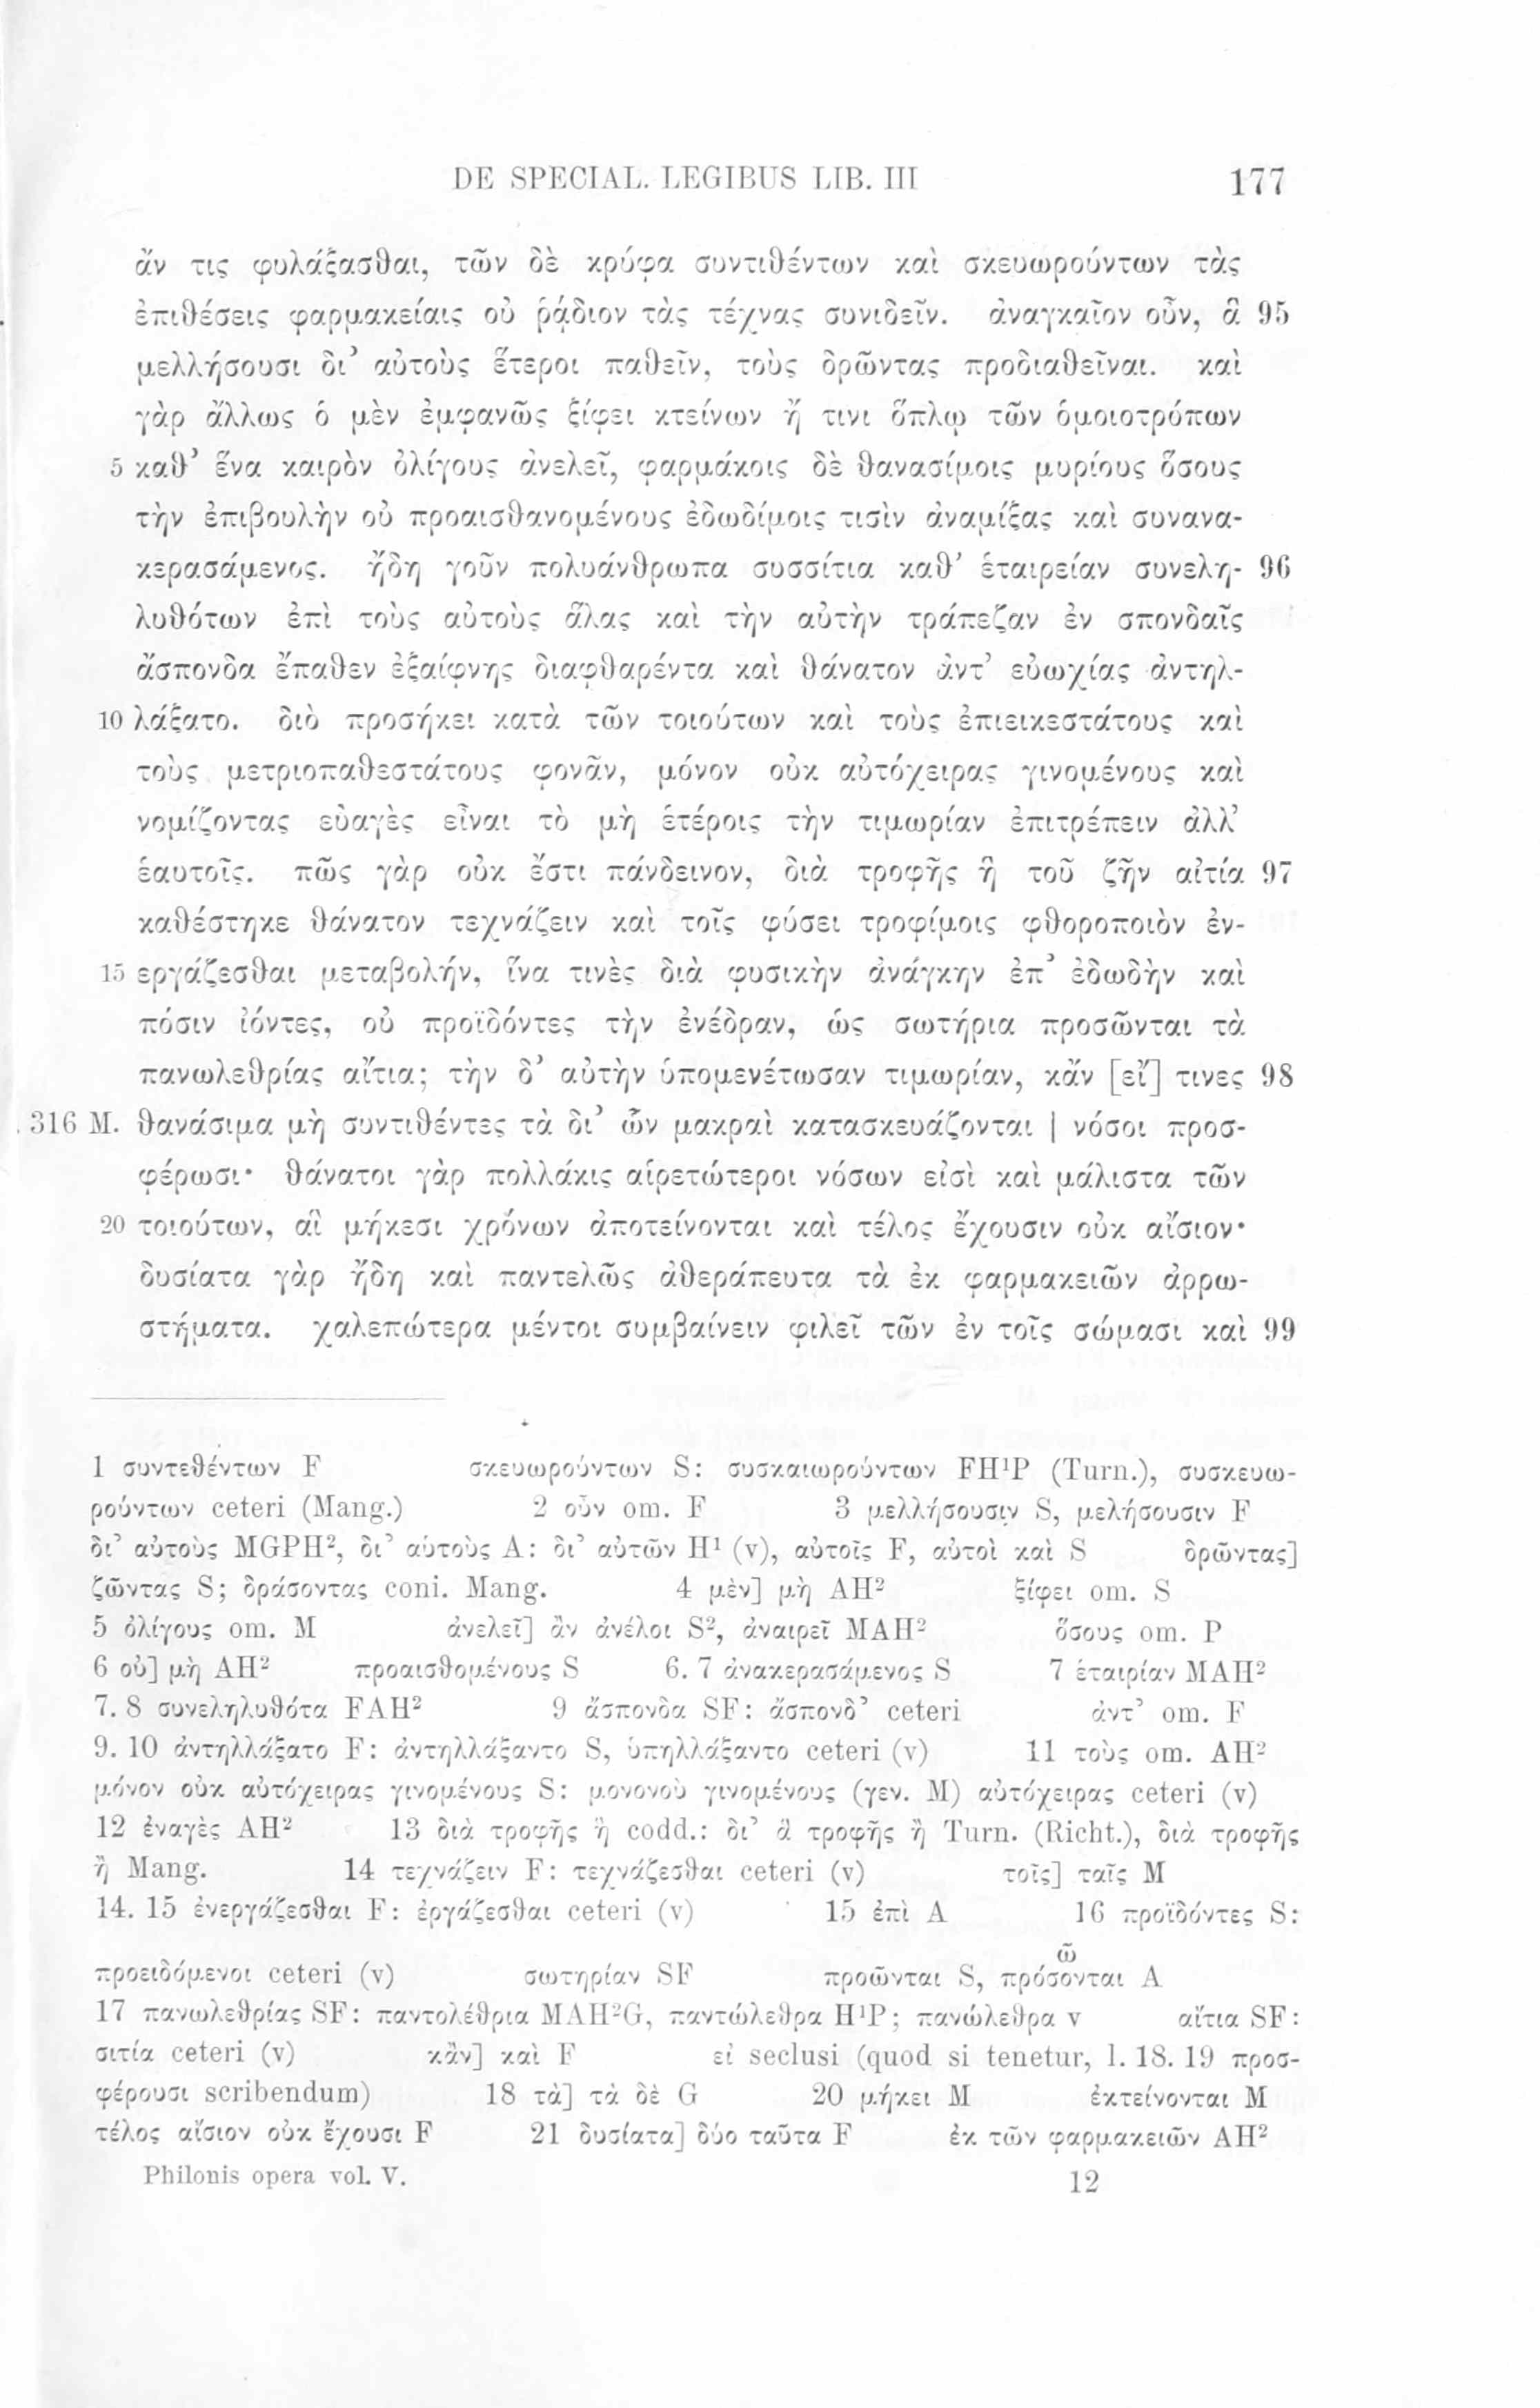 DE SPECIAL. LEGIBUS LIB. III 177
ἄν τις φυλάξασθαι, τῶν δὲ κρύφα συντιθέντων καὶ σκευωρούντων τὰς
ἐπιθέσεις φαρμακείαις οὐ ῥᾴδιον τὰς τέχνας συνιδεῖν. ἀναγκαῖον οὖν, ἃ 95
μελλήσουσι δι’ αὐτοὺς ἕτεροι παθεῖν, τοὺς δρῶντας προδιαθεῖναι. καὶ
γὰρ ἄλλως ὁ μὲν ἐμφανῶς ξίφει κτείνων ἤ τινι ὅπλῳ τῶν ὁμοιοτρόπων
5 καθ’ ἕνα καιρὸν ὀλίγους ἀνελεῖ, φαρμάκοις δὲ θανασίμοις μυρίους ὅσους
τὴν ἐπιβουλὴν οὐ προαισθανομένους ἐδωδίμοις τισὶν ἀναμίξας καὶ συνανα-
κερασάμενος. ἤδη γοῦν πολυάνθρωπα συσσίτια καθ’ ἑταιρείαν συνελη- 96
λυθότων ἐπὶ τοὺς αὐτοὺς ἅλας καὶ τὴν αὐτὴν τράπεζαν ἐν σπονδαῖς
ἄσπονδα ἔπαθεν ἐξαίφνης διαφθαρέντα καὶ θάνατον ἀντ’ εὐωχίας ἀντηλ-
10 λάξατο. διὸ προσήκει κατὰ τῶν τοιούτων καὶ τοὺς ἐπιεικεστάτους καὶ
τοὺς μετριοπαθεστάτους φονᾶν, μόνον οὐκ αὐτόχειρας γινομένους καὶ
νομίζοντας εὐαγὲς εἶναι τὸ μὴ ἑτέροις τὴν τιμωρίαν ἐπιτρέπειν ἀλλ’
ἑαυτοῖς. πῶς γὰρ οὐκ ἔστι πάνδεινον, διὰ τροφῆς ἣ τοῦ ζῆν αἰτία 97
καθέστηκε θάνατον τεχνάζειν καὶ τοῖς φύσει τροφίμοις φθοροποιὸν ἐν-
15 εργάζεσθαι μεταβολήν, ἵνα τινὲς διὰ φυσικὴν ἀνάγκην ἐπ’ ἐδωδὴν καὶ
πόσιν ἰόντες, οὐ προϊδόντες τὴν ἐνέδραν, ὡς σωτήρια προσῶνται τὰ
πανωλεθρίας αἴτια; τὴν δ’ αὐτὴν ὑπομενέτωσαν τιμωρίαν, κἄν [εἴ] τινες 98
316 M. θανάσιμα μὴ συντιθέντες τὰ δι’ ὧν μακραὶ κατασκευάζονται | νόσοι προσ-
φέρωσι· θάνατοι γὰρ πολλάκις αἱρετώτεροι νόσων εἰσὶ καὶ μάλιστα τῶν
20 τοιούτων, αἳ μήκεσι χρόνων ἀποτείνονται καὶ τέλος ἔχουσιν οὐκ αἴσιον·
δυσίατα γὰρ ἤδη καὶ παντελῶς ἀθεράπευτα τὰ ἐκ φαρμακειῶν ἀρρω-
στήματα. χαλεπώτερα μέντοι συμβαίνειν φιλεῖ τῶν ἐν τοῖς σώμασι καὶ 99
1 συντεθέντων F σκευωρούντων S: συσκαιωρούντων FH¹P (Turn.), συσκευω-
ρούντων ceteri (Mang.) 2 οὖν om. F 3 μελλήσουσιν S, μελήσουσιν F
δι’ αὐτοὺς MGPH², δι’ αὑτοὺς A: δι’ αὐτῶν H¹ (v), αὐτοῖς F, αὐτοὶ καὶ S δρῶντας]
ζῶντας S; δράσοντας coni. Mang. 4 μὲν] μὴ AH² ξίφει om. S
5 ὀλίγους om. M ἀνελεῖ] ἂν ἀνέλοι S², ἀναιρεῖ MAH² ὅσους om. P
6 οὐ] μὴ AH² προαισθομένους S 6. 7 ἀνακερασάμενος S 7 ἑταιρίαν MAH²
7. 8 συνεληλυθότα FAH² 9 ἄσπονδα SF: ἄσπονδ’ ceteri ἀντ’ om. F
9. 10 ἀντηλλάξατο F: ἀντηλλάξαντο S, ὑπηλλάξαντο ceteri (v) 11 τοὺς om. AH²
μόνον οὐκ αὐτόχειρας γινομένους S: μονονοὺ γινομένους (γεν. M) αὐτόχειρας ceteri (v)
12 ἐναγὲς AH² 13 διὰ τροφῆς ἢ codd.: δι’ ἃ τροφῆς ἢ Turn. (Richt.), διὰ τροφῆς
ἢ Mang. 14 τεχνάζειν F: τεχνάζεσθαι ceteri (v) τοῖς] ταῖς M
14. 15 ἐνεργάζεσθαι F: ἐργάζεσθαι ceteri (v) 15 ἐπὶ A 16 προϊδόντες S:
ῶ
προειδόμενοι ceteri (v) σωτηρίαν SF προῶνται S, πρόσονται A
17 πανωλεθρίας SF: παντολέθρια MAH²G, παντώλεθρα H¹P; πανώλεθρα v αἴτια SF:
σιτία ceteri (v) κἂν] καὶ F εἰ seclusi (quod si tenetur, l. 18. 19 προσ-
φέρουσι scribendum) 18 τὰ] τὰ δὲ G 20 μήκει M ἐκτείνονται M
τέλος αἴσιον οὐκ ἔχουσι F 21 δυσίατα] δύο ταῦτα F ἐκ τῶν φαρμακειῶν AH²
Philonis opera vol. V. 12